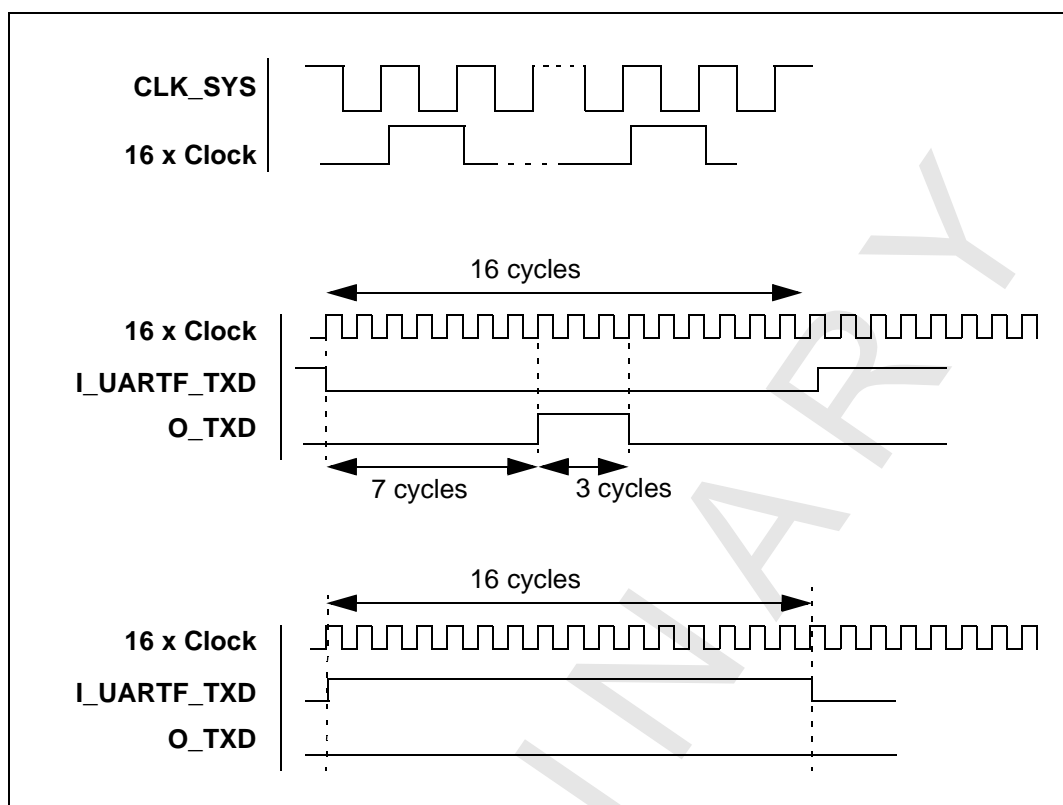 CLK_SYS
16 x Clock
16 cycles
16 x Clock
I_UARTF_TXD
O_TXD
7 cycles
3 cycles
16 cycles
16 x Clock
I_UARTF_TXD
O_TXD
INARY